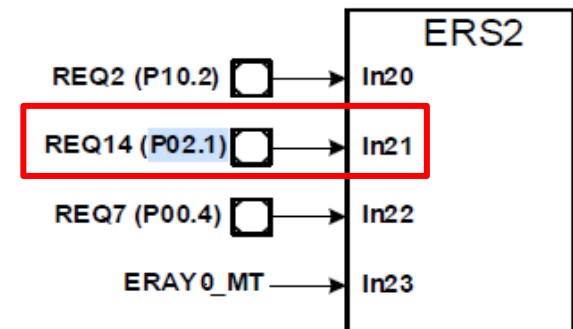 ERS2
REQ2 (P10.2) In20
REQ14 (P02.1) In21
REQ7 (P00.4) In22
ERAY0_MT In23